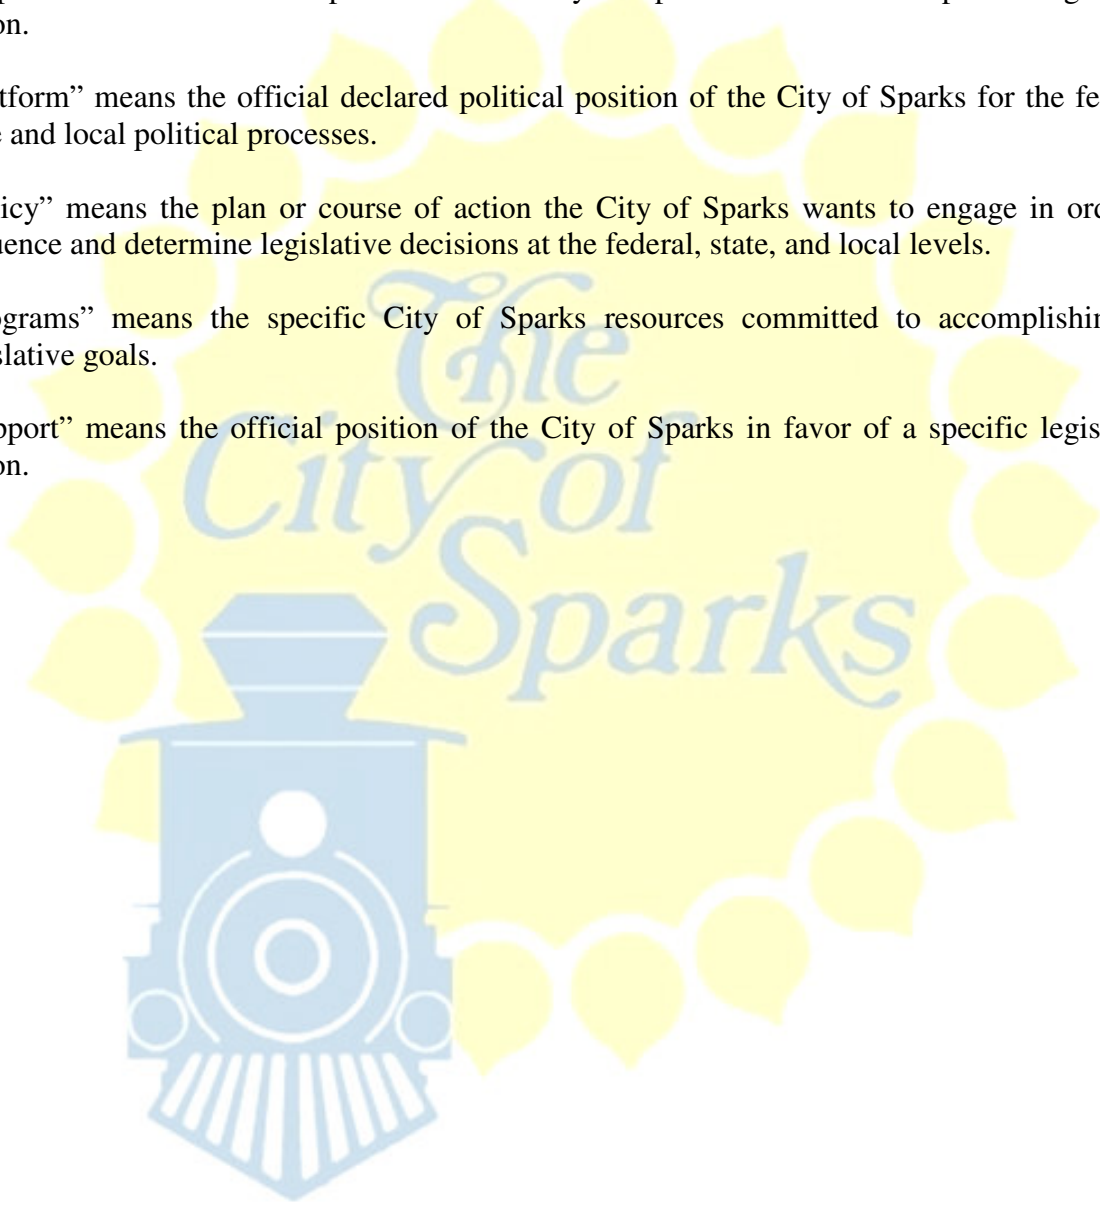 on.
tform” means the official declared political position of the City of Sparks for the fe
e and local political processes.
icy” means the plan or course of action the City of Sparks wants to engage in ord
uence and determine legislative decisions at the federal, state, and local levels.
grams” means the specific City of Sparks resources committed to accomplishin
slative goals.
pport” means the official position of the City of Sparks in favor of a specific legis
on.
The
City of
Sparks